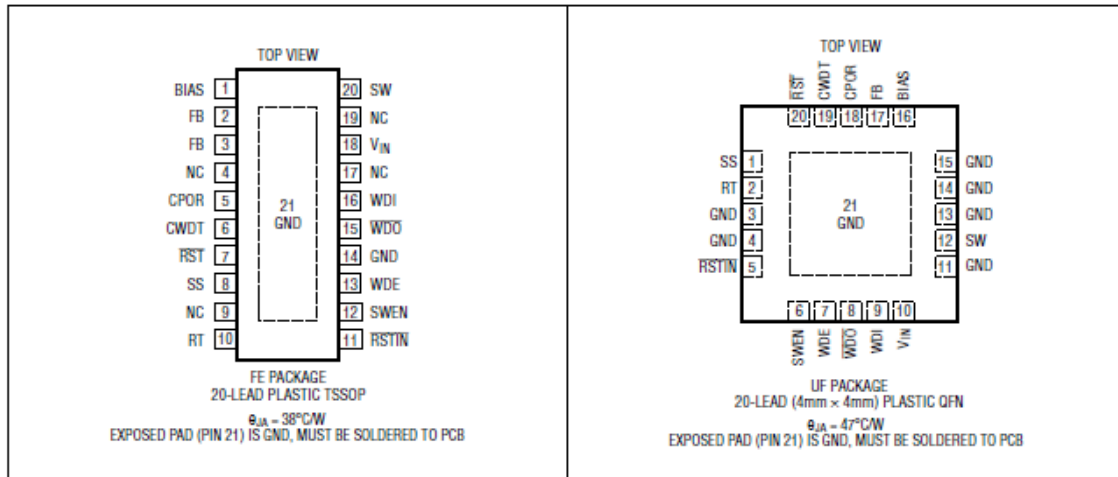 TOP VIEW
BIAS 1
FB 2
FB 3
NC 4
CPOR 5
CWDT 6
RST 7
SS 8
NC 9
RT 10
20 SW
19 NC
18 VIN
17 NC
16 WDI
15 WDO
14 GND
13 WDE
12 SWEN
11 RSTIN
21
GND
FE PACKAGE
20-LEAD PLASTIC TSSOP
θJA = 38°C/W
EXPOSED PAD (PIN 21) IS GND, MUST BE SOLDERED TO PCB
TOP VIEW
RST CWDT CPOR FB BIAS
20 19 18 17 16
SS 1
RT 2
GND 3
GND 4
RSTIN 5
21
GND
15 GND
14 GND
13 GND
12 SW
11 GND
6 7 8 9 10
SWEN WDE WDO WDI VIN
UF PACKAGE
20-LEAD (4mm × 4mm) PLASTIC QFN
θJA = 47°C/W
EXPOSED PAD (PIN 21) IS GND, MUST BE SOLDERED TO PCB